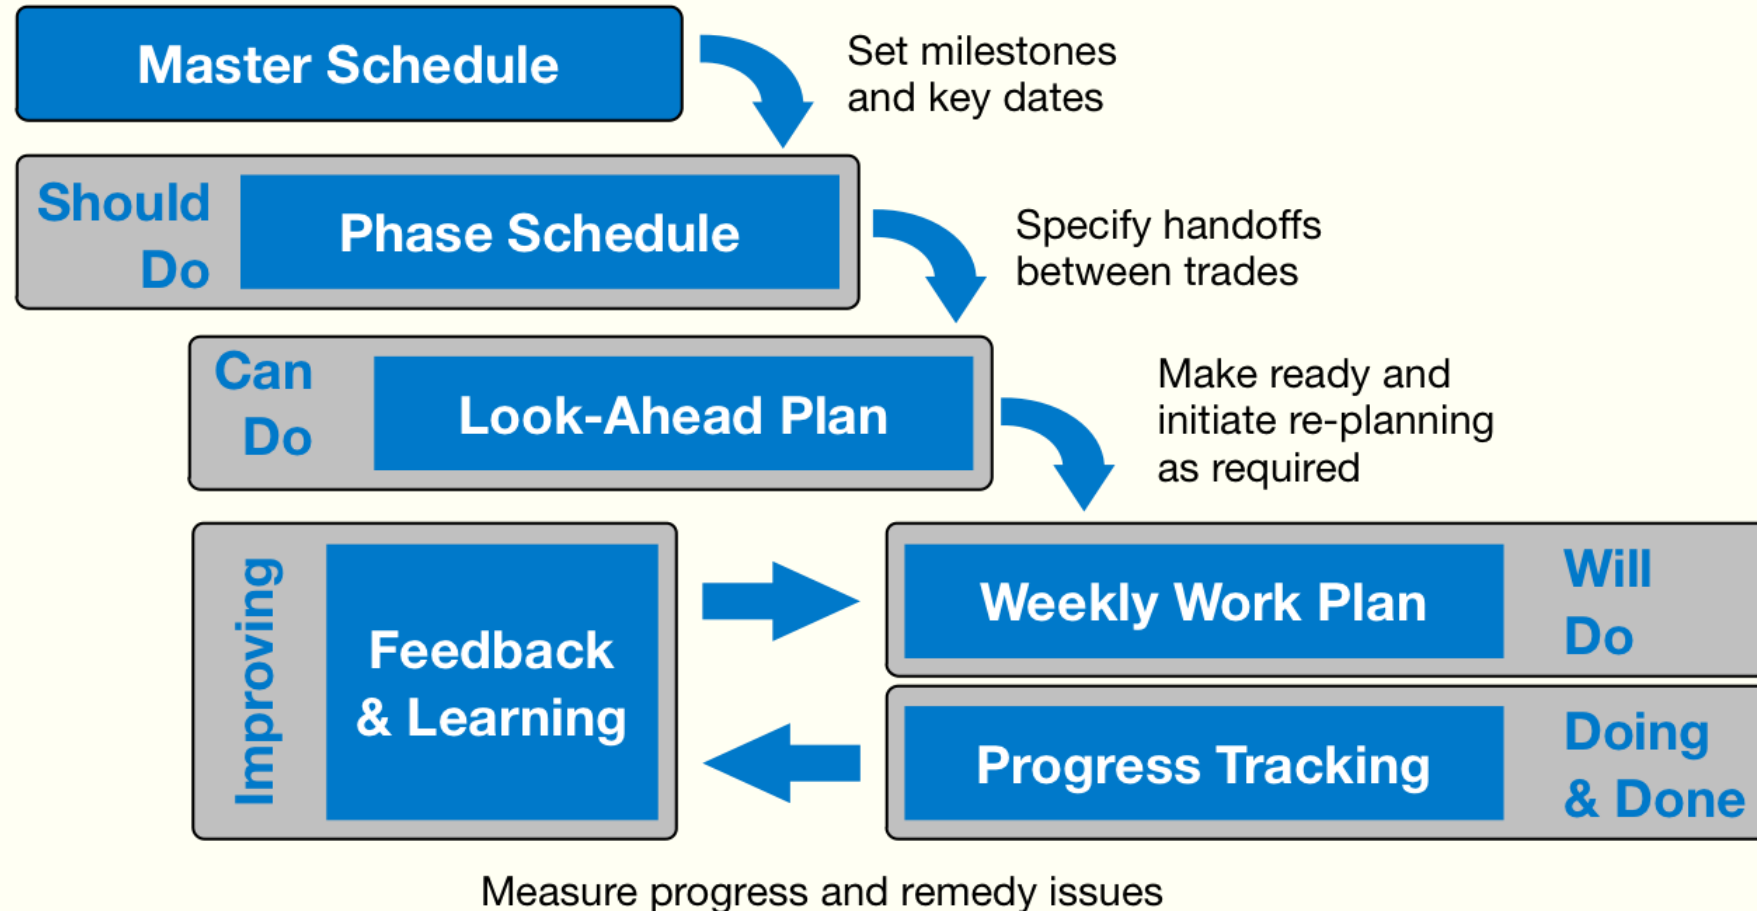 Master Schedule
Set milestones
and key dates
Should
Do
Phase Schedule
Specify handoffs
between trades
Can
Do
Look-Ahead Plan
Make ready and
initiate re-planning
as required
Improving
Feedback
& Learning
Weekly Work Plan
Will
Do
Progress Tracking
Doing
& Done
Measure progress and remedy issues